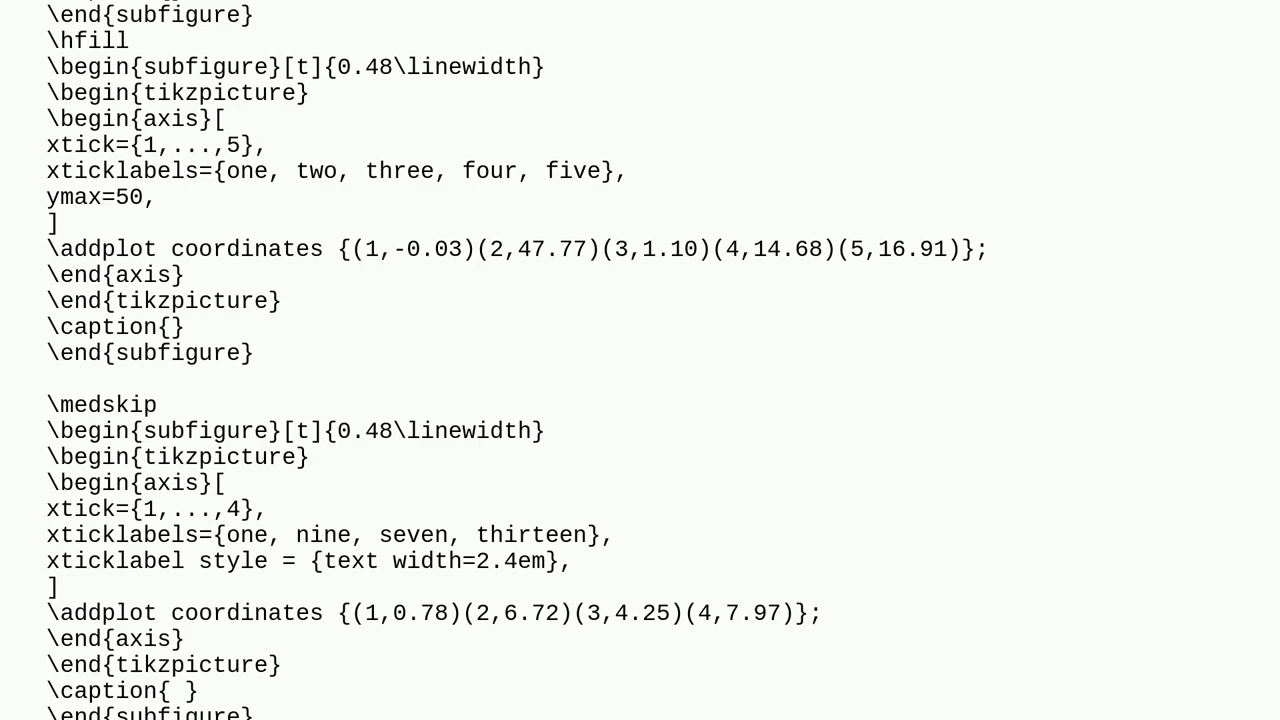 \end{subfigure}
\hfill
\begin{subfigure}[t]{0.48\linewidth}
\begin{tikzpicture}
\begin{axis}[
xtick={1,...,5},
xticklabels={one, two, three, four, five},
ymax=50,
]
\addplot coordinates {(1,-0.03)(2,47.77)(3,1.10)(4,14.68)(5,16.91)};
\end{axis}
\end{tikzpicture}
\caption{}
\end{subfigure}

\medskip
\begin{subfigure}[t]{0.48\linewidth}
\begin{tikzpicture}
\begin{axis}[
xtick={1,...,4},
xticklabels={one, nine, seven, thirteen},
xticklabel style = {text width=2.4em},
]
\addplot coordinates {(1,0.78)(2,6.72)(3,4.25)(4,7.97)};
\end{axis}
\end{tikzpicture}
\caption{ }
\end{subfigure}